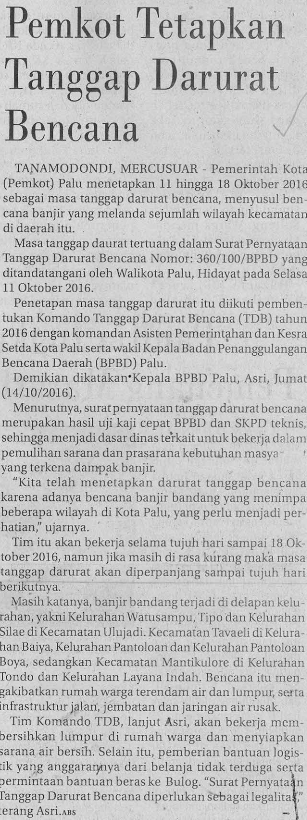 Pemkot Tetapkan
Tanggap Darurat
Bencana
TANAMODONDI, MERCUSUAR - Pemerintah Kota
(Pemkot) Palu menetapkan 11 hingga 18 Oktober 2016
sebagai masa tanggap darurat bencana, menyusul ben-
cana banjir yang melanda sejumlah wilayah kecamatan
di daerah itu.
Masa tanggap daurat tertuang dalam Surat Pernyataan
Tanggap Darurat Bencana Nomor: 360/100/BPBD yang
ditandatangani oleh Walikota Palu, Hidayat pada Selasa
11 Oktober 2016.
Penetapan masa tanggap darurat itu diikuti pemben-
tukan Komando Tanggap Darurat Bencana (TDB) tahun
2016 dengan komandan Asisten Pemerintahan dan Kesra
Setda Kota Palu serta wakil Kepala Badan Penanggulangan
Bencana Daerah (BPBD) Palu.
Demikian dikatakan Kepala BPBD Palu, Asri, Jumat
(14/10/2016).
Menurutnya, surat pernyataan tanggap darurat bencana
merupakan hasil uji kaji cepat BPBD dan SKPD teknis,
sehingga menjadi dasar dinas terkait untuk bekerja dalam
pemulihan sarana dan prasarana kebutuhan masya-
yang terkena dampak banjir.
"Kita telah menetapkan darurat tanggap bencana
karena adanya bencana banjir bandang yang menimpa
beberapa wilayah di Kota Palu, yang perlu menjadi per-
hatian," ujarnya.
Tim itu akan bekerja selama tujuh hari sampai 18 Ok-
tober 2016, namun jika masih di rasa kurang maka masa
tanggap darurat akan diperpanjang sampai tujuh hari
berikutnya.
Masih katanya, banjir bandang terjadi di delapan kelu-
rahan, yakni Kelurahan Watusampu, Tipo dan Kelurahan
Silae di Kecamatan Ulujadi. Kecamatan Tavaeli di Kelura-
han Baiya, Kelurahan Pantoloan dan Kelurahan Pantoloan
Boya, sedangkan Kecamatan Mantikulore di Kelurahan
Tondo dan Kelurahan Layana Indah. Bencana itu men-
gakibatkan rumah warga terendam air dan lumpur, serta
infrastruktur jalan, jembatan dan jaringan air rusak.
Tim Komando TDB, lanjut Asri, akan bekerja mem-
bersihkan lumpur di rumah warga dan menyiapkan
sarana air bersih. Selain itu, pemberian bantuan logis-
tik yang anggarannya dari belanja tidak terduga serta
permintaan bantuan beras ke Bulog. "Surat Pernyataan
Tanggap Darurat Bencana diperlukan sebagai legalitas,"
terang Asri.ABS